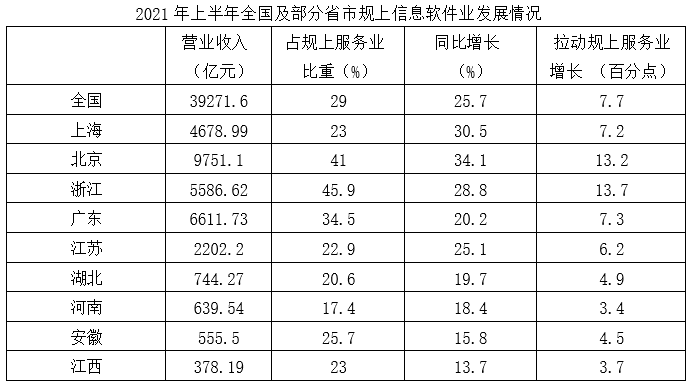 2021年上半年全国及部分省市规上信息软件业发展情况
营业收入（亿元） 占规上服务业比重（%） 同比增长（%） 拉动规上服务业增长（百分点）
全国 39271.6 29 25.7 7.7
上海 4678.99 23 30.5 7.2
北京 9751.1 41 34.1 13.2
浙江 5586.62 45.9 28.8 13.7
广东 6611.73 34.5 20.2 7.3
江苏 2202.2 22.9 25.1 6.2
湖北 744.27 20.6 19.7 4.9
河南 639.54 17.4 18.4 3.4
安徽 555.5 25.7 15.8 4.5
江西 378.19 23 13.7 3.7